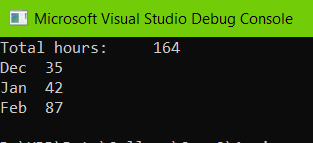 Microsoft Visual Studio Debug Console
Total hours:     164
Dec  35
Jan  42
Feb  87